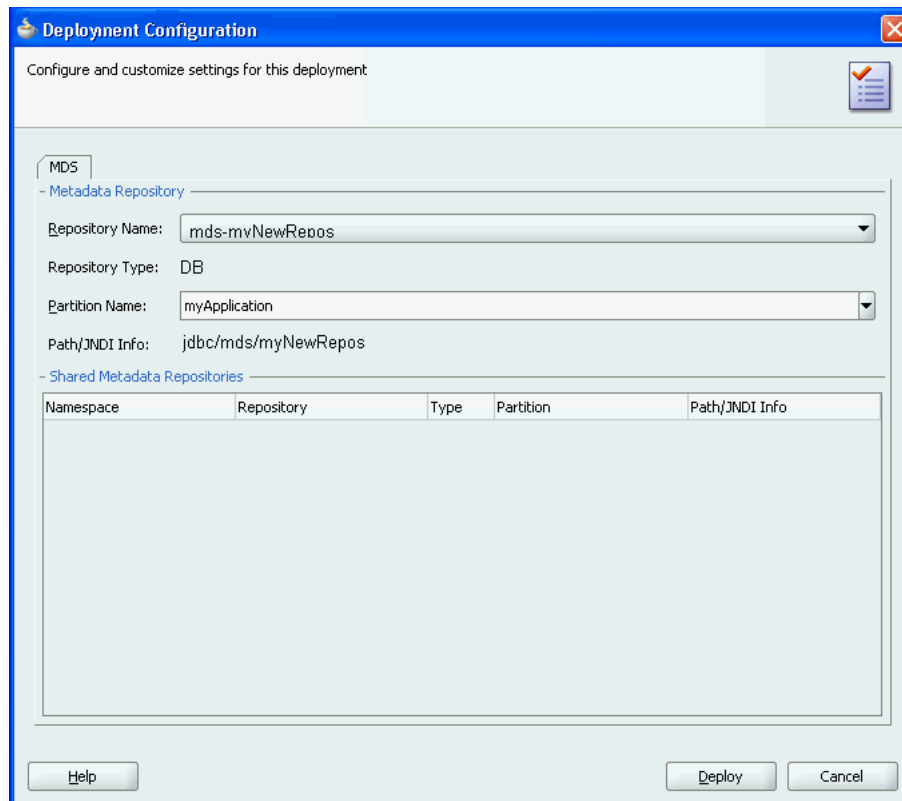 Deployment Configuration
Configure and customize settings for this deployment
MDS
Metadata Repository
Repository Name: mds-myNewRepos
Repository Type: DB
Partition Name: myApplication
Path/JNDI Info: jdbc/mds/myNewRepos
Shared Metadata Repositories
Namespace Repository Type Partition Path/JNDI Info
Help Deploy Cancel